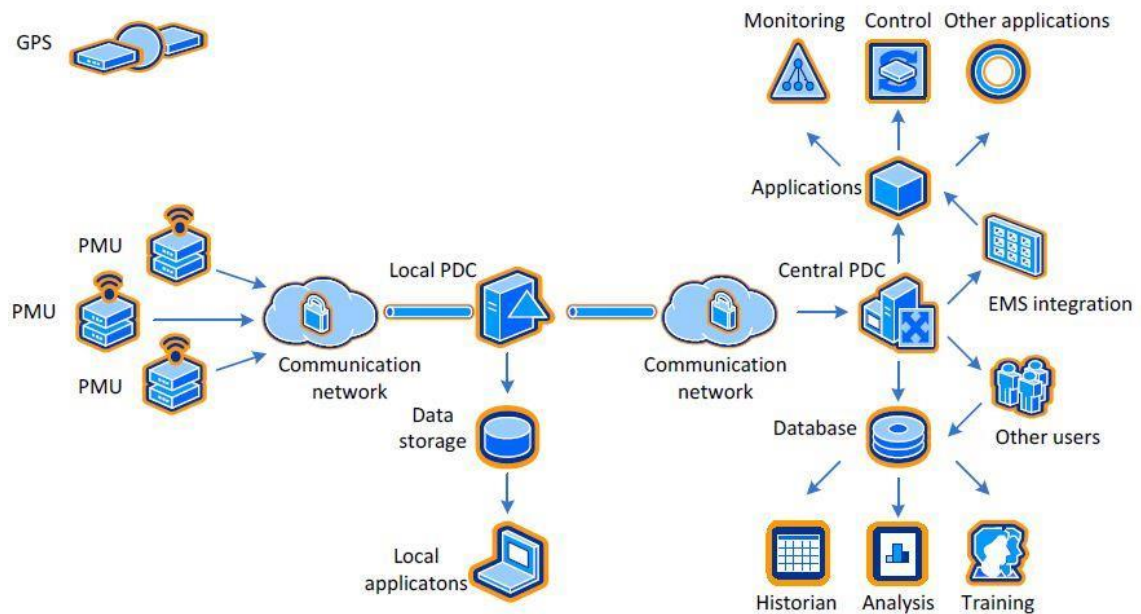 Monitoring
Control
Other applications
GPS
Applications
PMU
Local PDC
Central PDC
EMS integration
PMU
PMU
Communication
network
Communication
network
Data
storage
Database
Other users
Local
applicatons
Historian
Analysis
Training